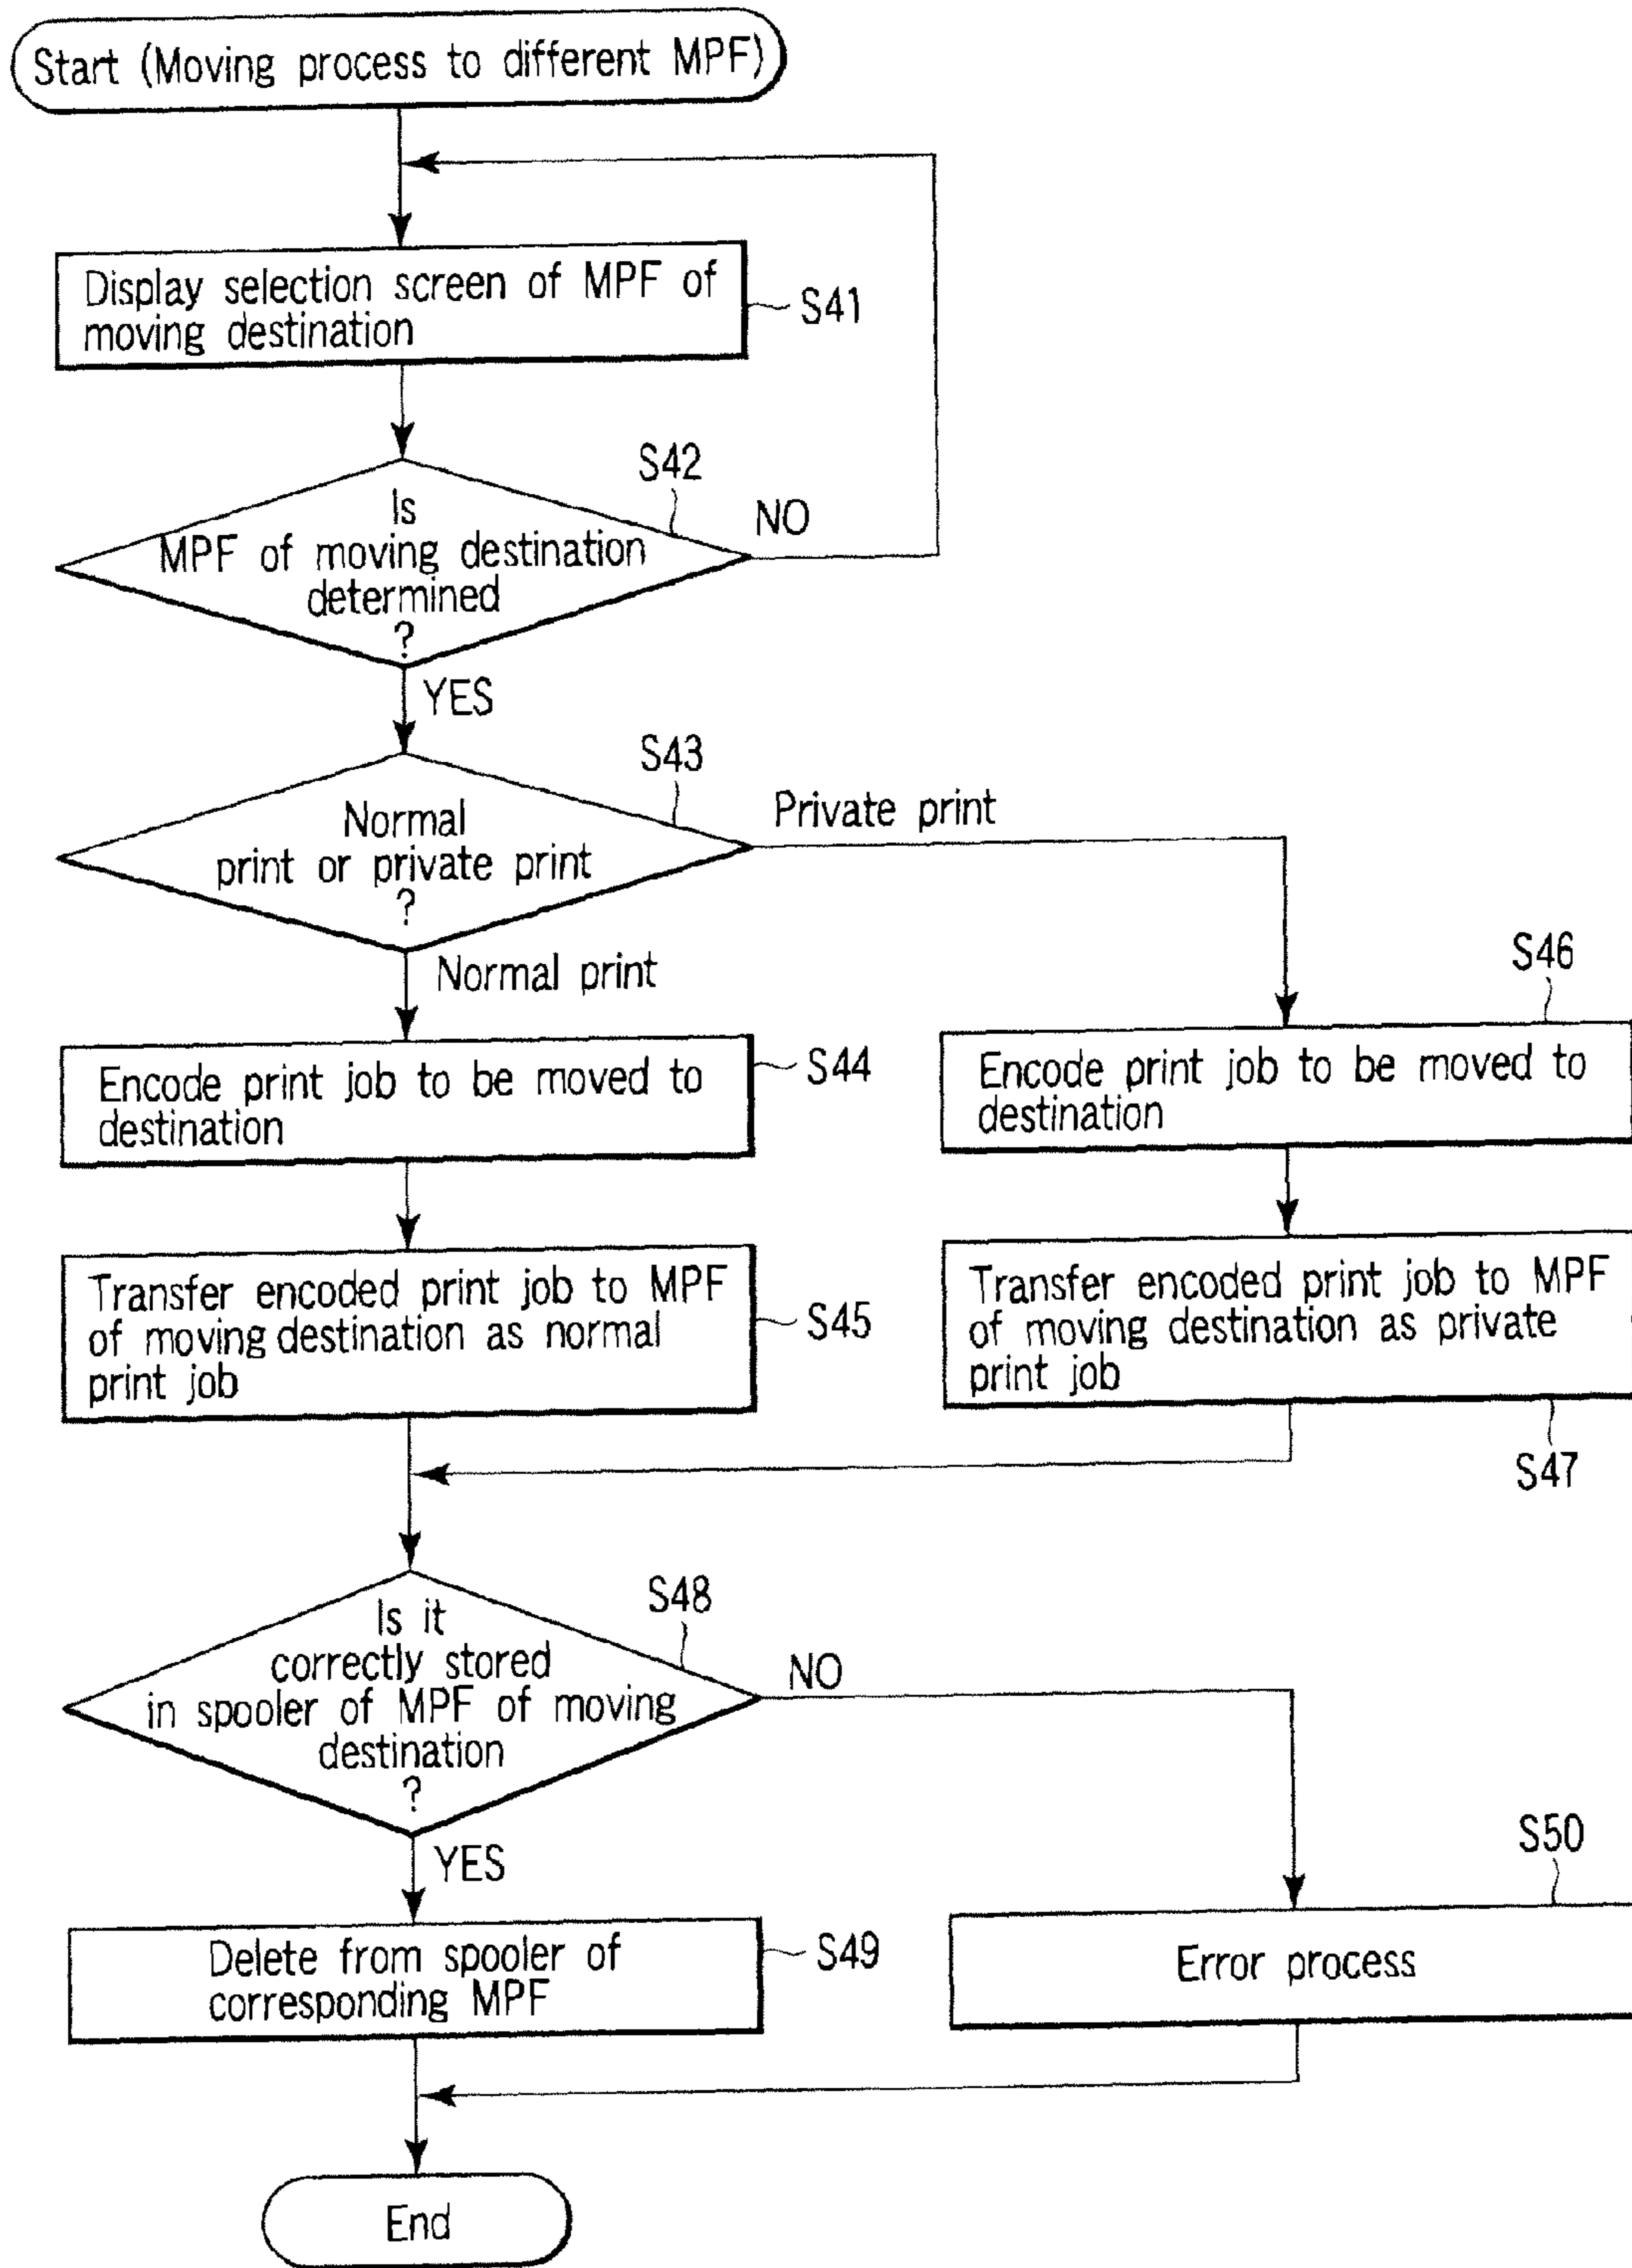 Start (Moving process to different MPF)
Display selection screen of MPF of
moving destination
S41
S42
Is
MPF of moving destination
determined
?
NO
YES
S43
Normal
print or private print
?
Private print
Normal print
S46
Encode print job to be moved to
destination
S44
Encode print job to be moved to
destination
Transfer encoded print job to MPF
of moving destination as normal
print job
S45
Transfer encoded print job to MPF
of moving destination as private
print job
S47
S48
Is it
correctly stored
in spooler of MPF of moving
destination
?
NO
YES
S50
Delete from spooler of
corresponding MPF
S49
Error process
End